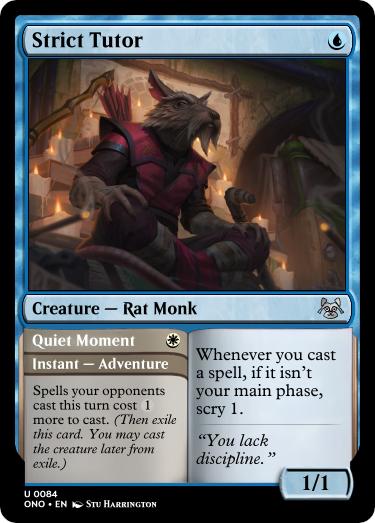 Strict Tutor
Creature — Rat Monk
Quiet Moment
Instant — Adventure
Spells your opponents
cast this turn cost 1
more to cast. (Then exile
this card. You may cast
the creature later from
exile.)
Whenever you cast
a spell, if it isn't
your main phase,
scry 1.
“You lack
discipline.”
1/1
U 0084
ONO • EN Stu Harrington